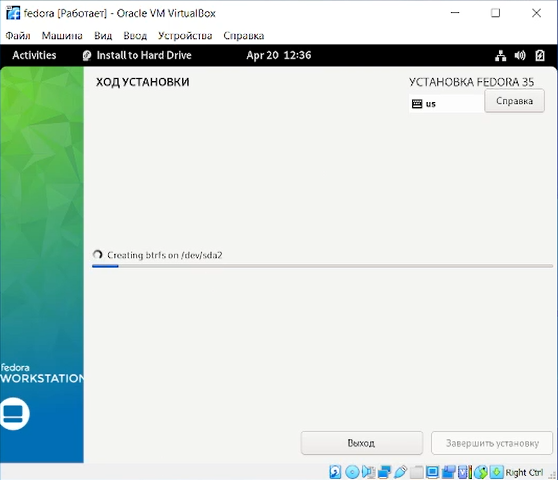 fedora [Работает] - Oracle VM VirtualBox
Файл Машина Вид Ввод Устройства Справка
Activities Install to Hard Drive Apr 20 12:36
ХОД УСТАНОВКИ
УСТАНОВКА FEDORA 35
us
Справка
Creating btrfs on /dev/sda2
fedora
WORKSTATION
Выход
Завершить установку
Right Ctrl